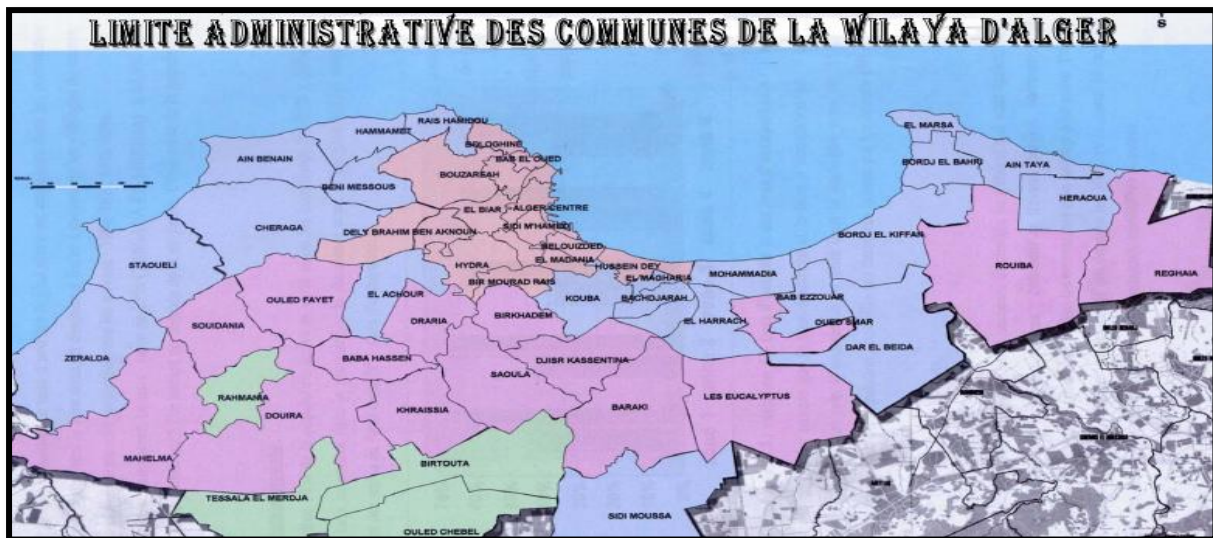 LIMITE ADMINISTRATIVE DES COMMUNES DE LA WILAYA D'ALGER
S
RAIS HAMIDOU
HAMMAMET
EL MARSA
BOLOGHINE
AIN BENAIN
BAB EL OUED
BORDJ EL BAHRI
AIN TAYA
BOUZAREAH
BENI MESSOUS
HERAOUA
EL BIAR
ALGER CENTRE
CHERAGA
SIDI M'HAMED
DELY BRAHIM
BEN AKNOUN
BORDJ EL KIFFAN
BELOUIZDED
STAOUELI
EL MADANIA
HYDRA
HUSSEIN DEY
ROUIBA
REGHAIA
MOHAMMADIA
EL MAGHARIA
BIR MOURAD RAIS
EL ACHOUR
OULED FAYET
KOUBA
BACHDJARAH
BAB EZZOUAR
BIRKHADEM
DRARIA
EL HARRACH
OUED SMAR
SOUIDANIA
DAR EL BEIDA
ZERALDA
BABA HASSEN
DJISR KASSENTINA
SAOULA
RAHMANIA
LES EUCALYPTUS
BARAKI
KHRAISSIA
DOUIRA
MAHELMA
BIRTOUTA
TESSALA EL MERDJA
SIDI MOUSSA
OULED CHEBEL